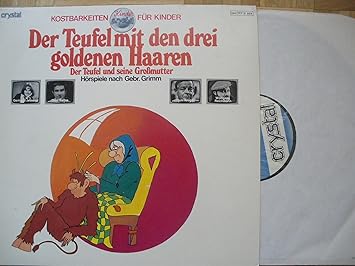 crystal
KOSTBARKEITEN FÜR KINDER
Der Teufel mit den drei
goldenen Haaren
Der Teufel und seine Großmutter
Hörspiele nach Gebr. Grimm
crystal